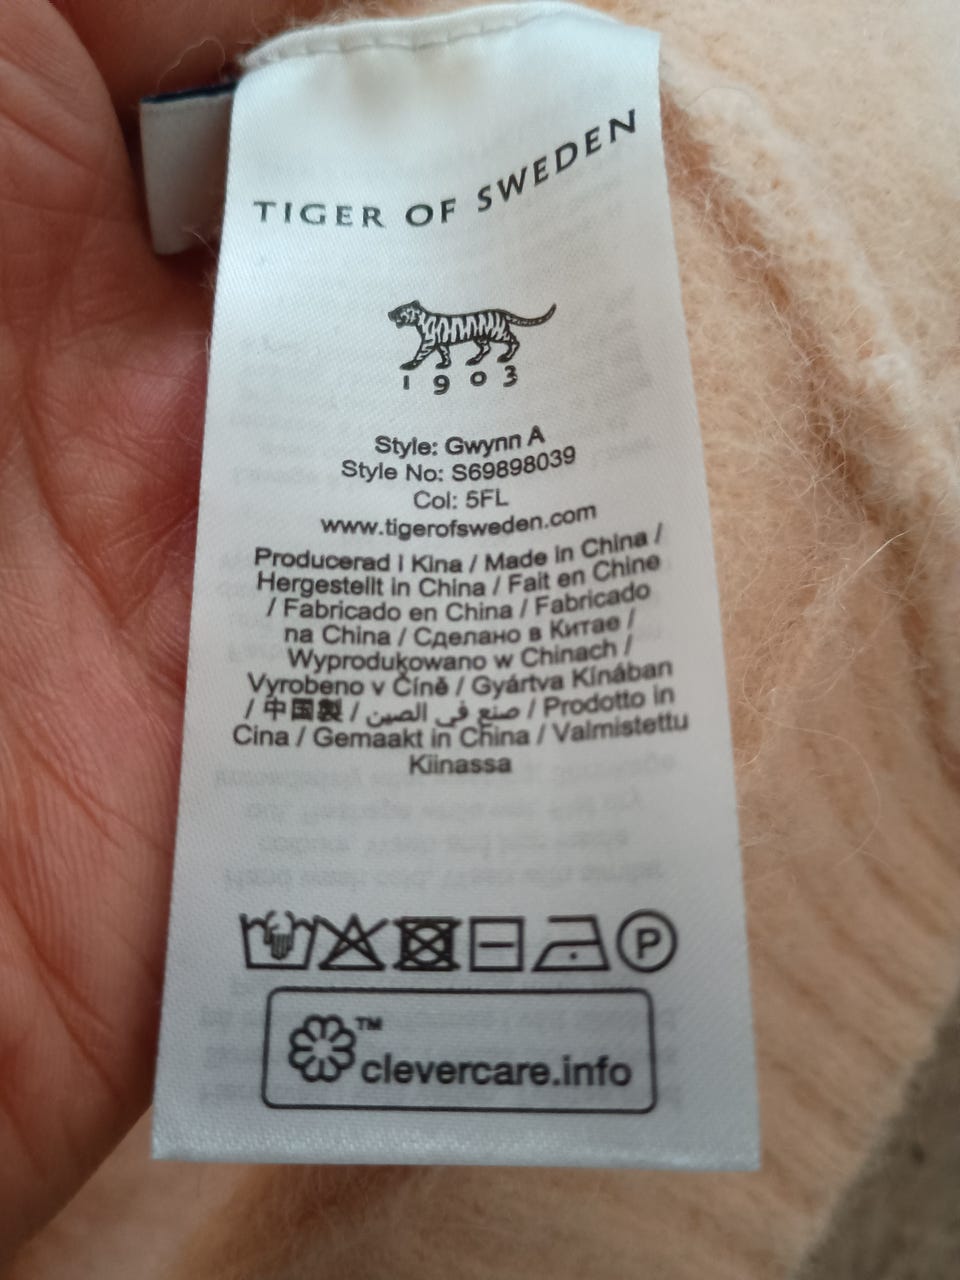 TIGER OF SWEDEN
1903
Style: Gwynn A
Style No: S69898039
Col: 5FL
www.tigerofsweden.com
Producerad i Kina / Made in China /
Hergestellt in China / Fait en Chine
/ Fabricado en China / Fabricado
na China / Сделано в Китае /
Wyprodukowano w Chinach /
Vyrobeno v Číně / Gyártva Kínában
/ 中国製 / صنع في الصين / Prodotto in
Cina / Gemaakt in China / Valmistettu
Kiinassa
P
™
clevercare.info